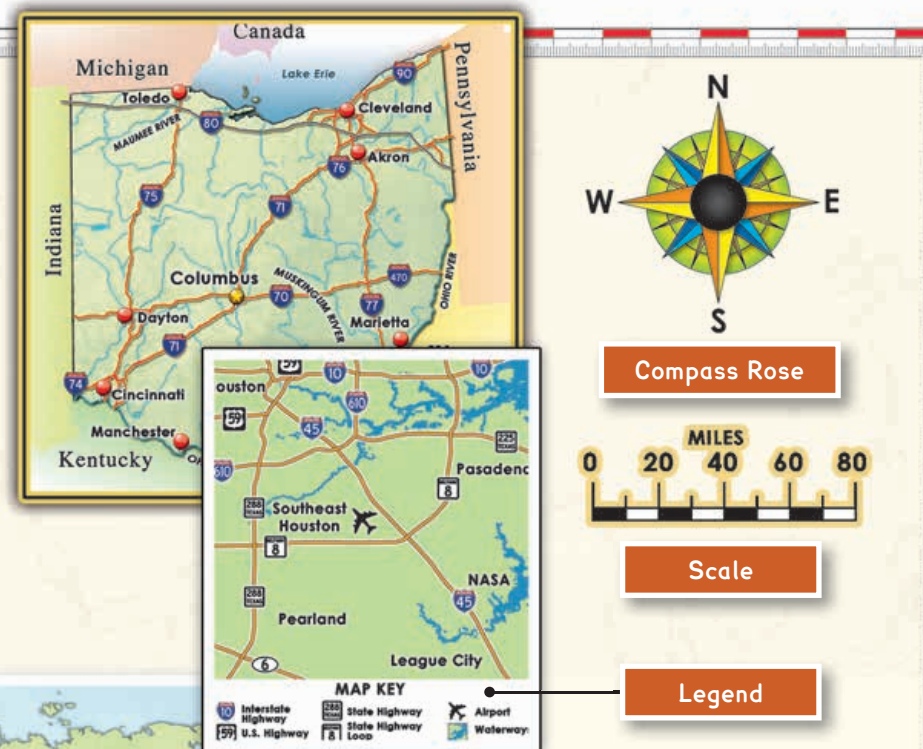 Canada
Michigan
Lake Erie
Pennsylvania
90
Toledo
Cleveland
80
MAUMEE RIVER
Akron
76
75
71
Indiana
Columbus
MUSKINGUM RIVER
470
70
OHIO RIVER
77
Dayton
Marietta
71
74
Cincinnati
Manchester
Kentucky
N
W
E
S
Compass Rose
MILES
0 20 40 60 80
Scale
59
10
10
ouston
610
59
45
225
610
Pasadena
8
288
TEXAS
Southeast
Houston
8
NASA
288
TEXAS
45
Pearland
6
League City
MAP KEY
10 Interstate
Highway
288 State Highway
Airport
59 U.S. Highway
8 State Highway
Loop
Waterway
Legend